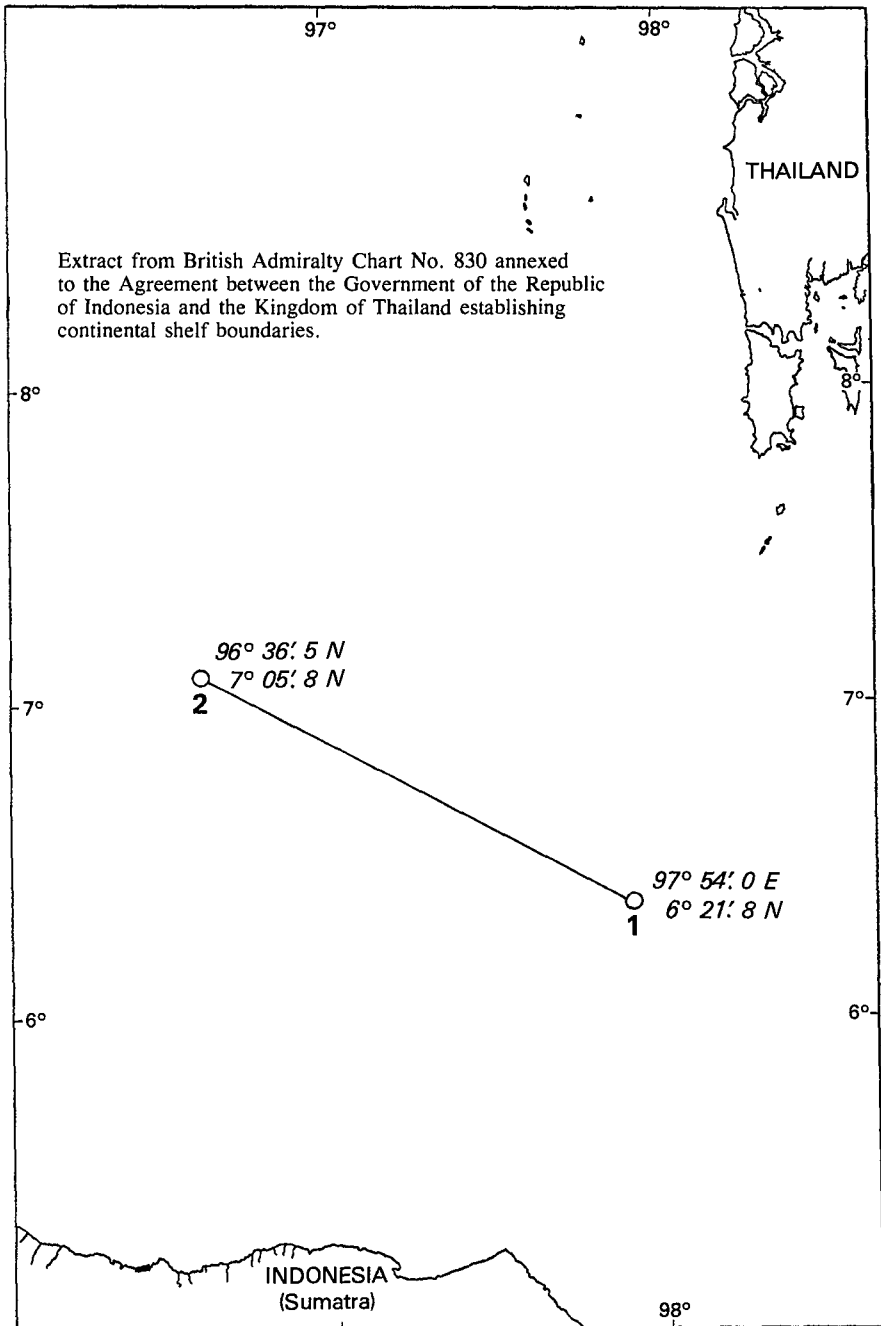 97°
98°
THAILAND
Extract from British Admiralty Chart No. 830 annexed
to the Agreement between the Government of the Republic
of Indonesia and the Kingdom of Thailand establishing
continental shelf boundaries.
8°
8°
96° 36′. 5 N
7° 05′. 8 N
2
7°
7°
97° 54′. 0 E
6° 21′. 8 N
1
6°
6°
INDONESIA
(Sumatra)
98°